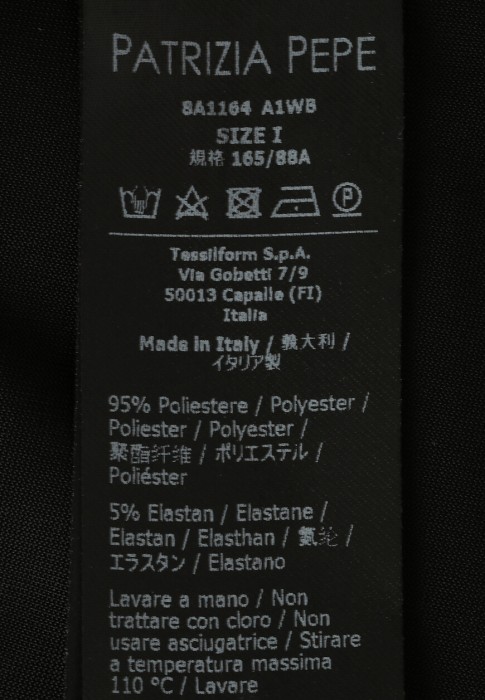 PATRIZIA PEPE
8A1164 A1WB
SIZE I
規格 165/88A
P
Tessilform S.p.A.
Via Gobetti 7/9
50013 Capalle (FI)
Italia
Made in Italy / 義大利 /
イタリア製
95% Poliestere / Polyester /
Poliester / Polyester /
聚酯纤维 / ポリエステル /
Poliéster
5% Elastan / Elastane /
Elastan / Elasthan / 氨纶 /
エラスタン / Elastano
Lavare a mano / Non
trattare con cloro / Non
usare asciugatrice / Stirare
a temperatura massima
110 °C / Lavare